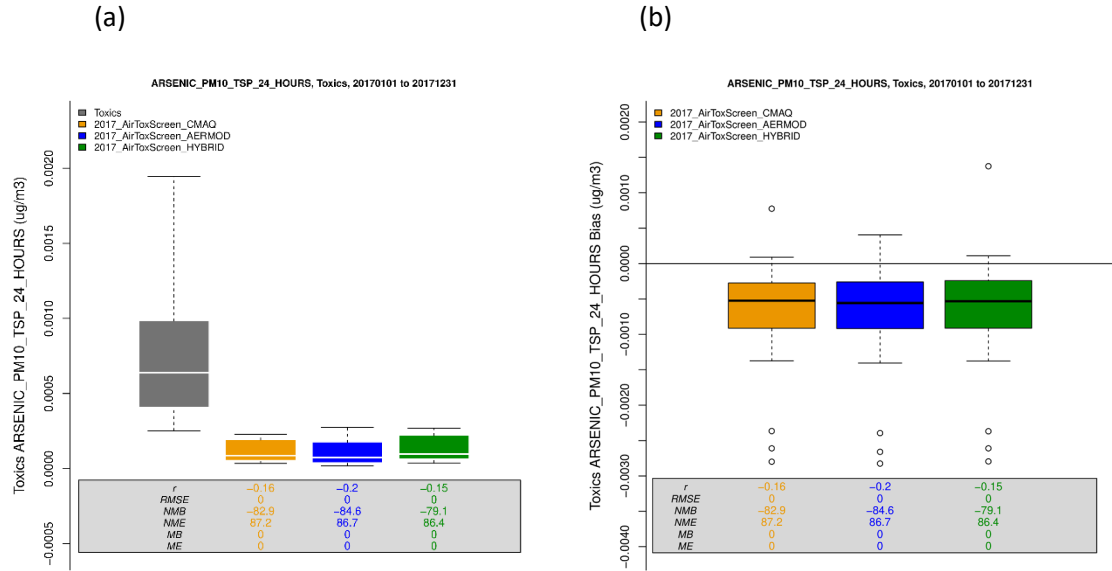 (a)
ARSENIC_PM10_TSP_24_HOURS, Toxics, 20170101 to 20171231
Toxics
2017_AirToxScreen_CMAQ
2017_AirToxScreen_AERMOD
2017_AirToxScreen_HYBRID
Toxics ARSENIC_PM10_TSP_24_HOURS (ug/m3)
0.0020
0.0015
0.0010
0.0005
0.0000
−0.0005
r −0.16 −0.2 −0.15
RMSE 0 0 0
NMB −82.9 −84.6 −79.1
NME 87.2 86.7 86.4
MB 0 0 0
ME 0 0 0
(b)
ARSENIC_PM10_TSP_24_HOURS, Toxics, 20170101 to 20171231
2017_AirToxScreen_CMAQ
2017_AirToxScreen_AERMOD
2017_AirToxScreen_HYBRID
Toxics ARSENIC_PM10_TSP_24_HOURS Bias (ug/m3)
0.0020
0.0010
0.0000
−0.0010
−0.0020
−0.0030
−0.0040
r −0.16 −0.2 −0.15
RMSE 0 0 0
NMB −82.9 −84.6 −79.1
NME 87.2 86.7 86.4
MB 0 0 0
ME 0 0 0